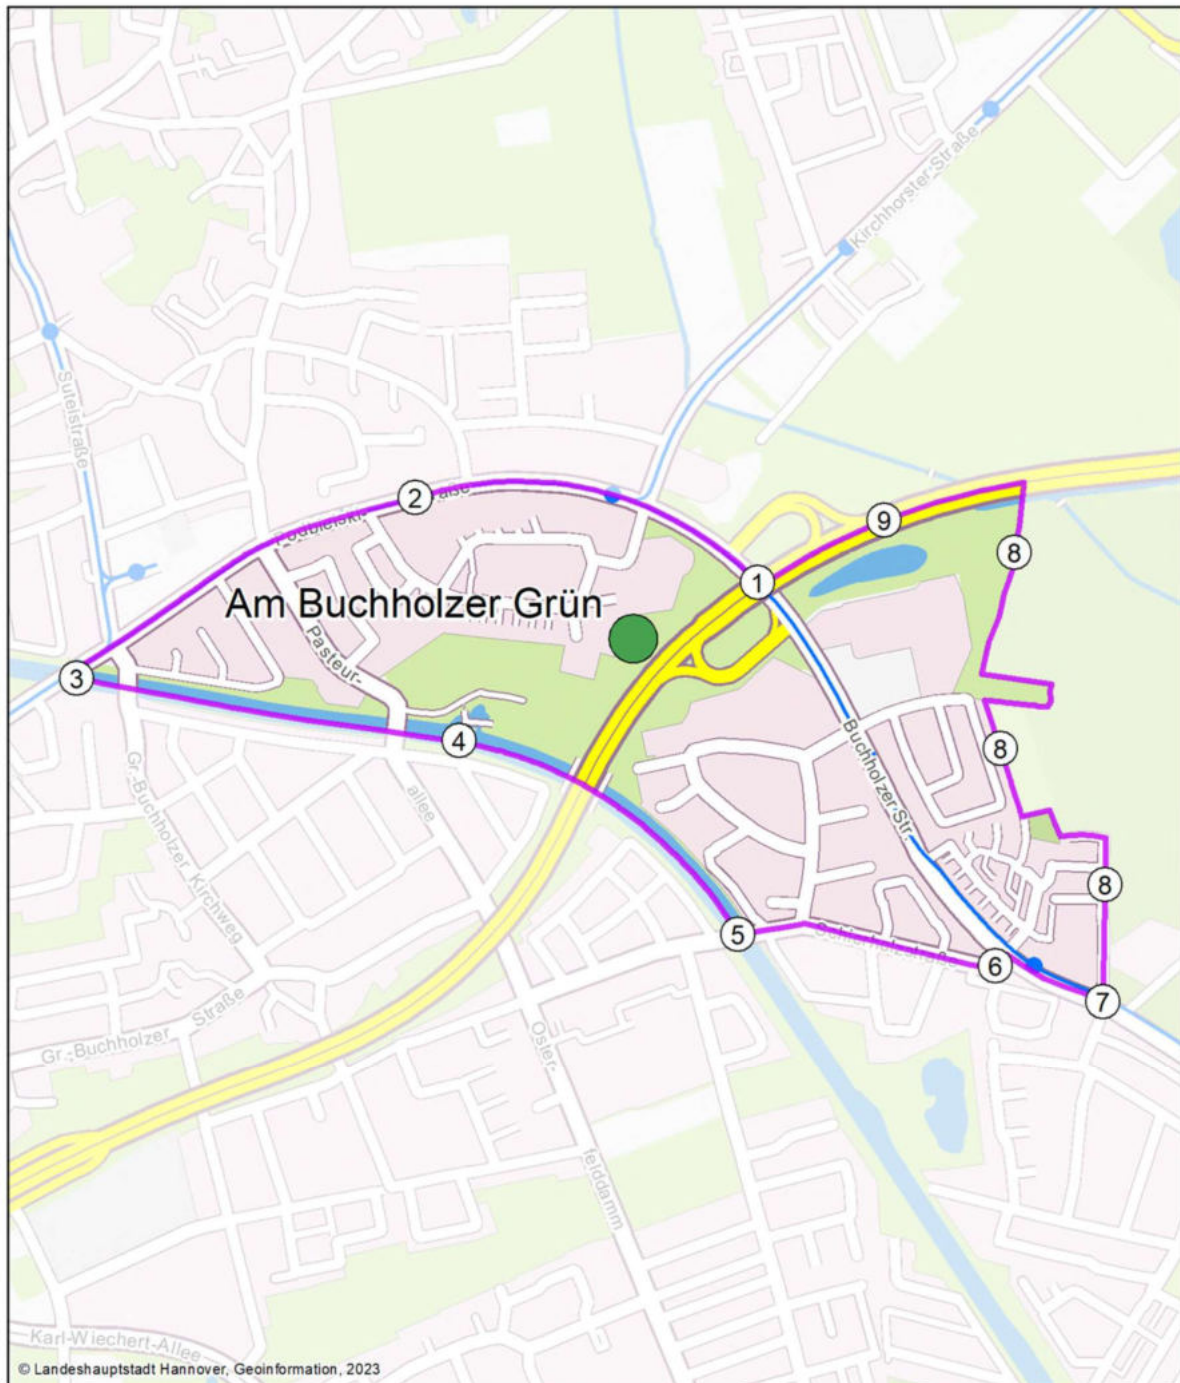 Kirchhorster-Straße
Sutelstraße
2
9
8
1
Am Buchholzer Grün
3
Pasteur-
4
8
Buchholzer Str.
Gr.-Buchholzer Kirchweg
allee
8
5
6
7
Gr.-Buchholzer Straße
Oster-
felddamm
Karl-Wiechert-Allee
© Landeshauptstadt Hannover, Geoinformation, 2023